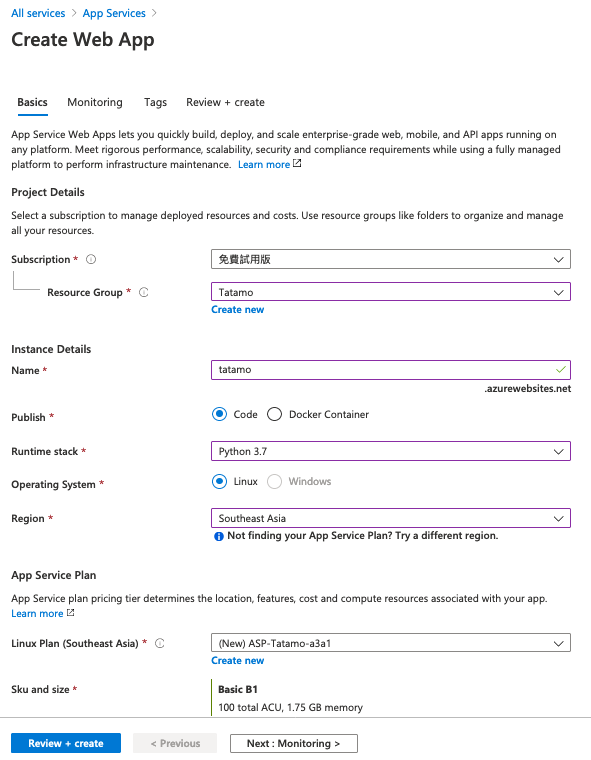 All services > App Services >
Create Web App
Basics Monitoring Tags Review + create
App Service Web Apps lets you quickly build, deploy, and scale enterprise-grade web, mobile, and API apps running on
any platform. Meet rigorous performance, scalability, security and compliance requirements while using a fully managed
platform to perform infrastructure maintenance. Learn more
Project Details
Select a subscription to manage deployed resources and costs. Use resource groups like folders to organize and manage
all your resources.
Subscription * 免費試用版
Resource Group * Tatamo
Create new
Instance Details
Name * tatamo
.azurewebsites.net
Publish * Code Docker Container
Runtime stack * Python 3.7
Operating System * Linux Windows
Region * Southeast Asia
Not finding your App Service Plan? Try a different region.
App Service Plan
App Service plan pricing tier determines the location, features, cost and compute resources associated with your app.
Learn more
Linux Plan (Southeast Asia) * (New) ASP-Tatamo-a3a1
Create new
Sku and size * Basic B1
100 total ACU, 1.75 GB memory
Review + create < Previous Next : Monitoring >